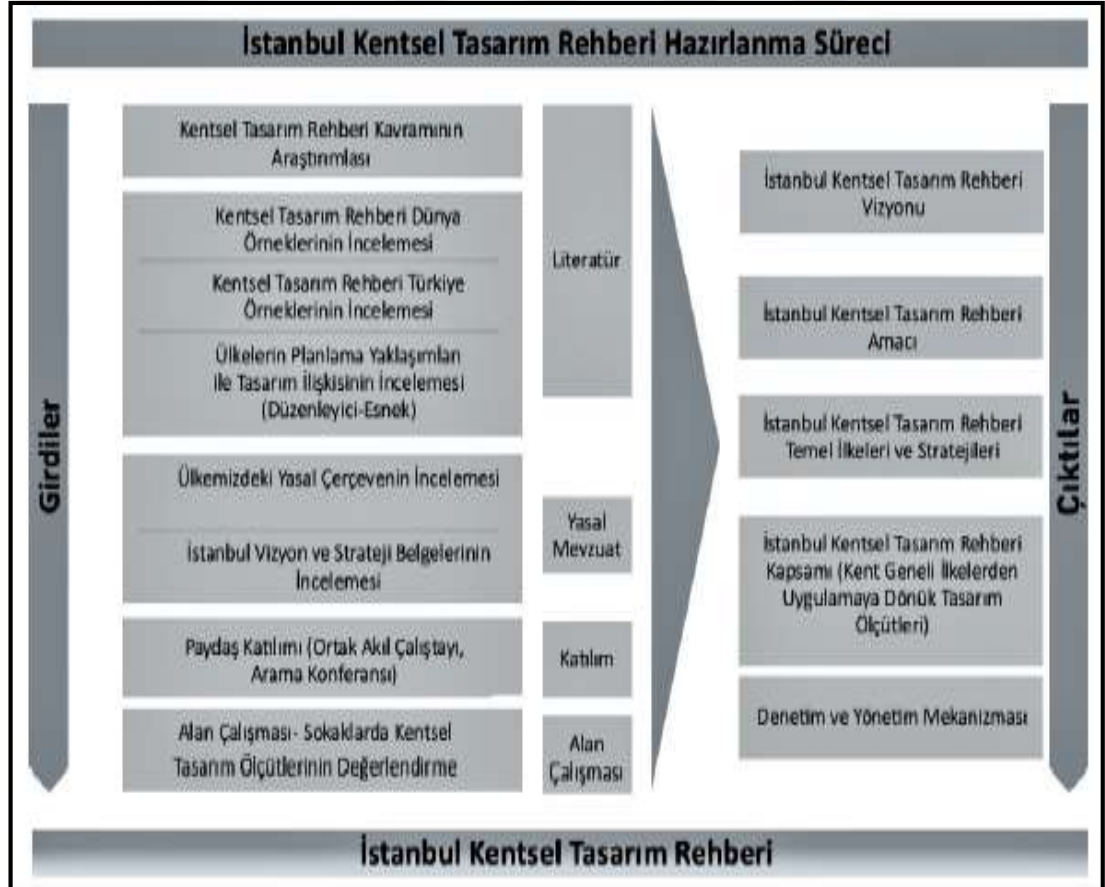 İstanbul Kentsel Tasarım Rehberi Hazırlanma Süreci
Girdiler
Kentsel Tasarım Rehberi Kavramının
Araştırımlası
Kentsel Tasarım Rehberi Dünya
Örneklerinin İncelemesi
Kentsel Tasarım Rehberi Türkiye
Örneklerinin İncelemesi
Ülkelerin Planlama Yaklaşımları
ile Tasarım İlişkisinin İncelemesi
(Düzenleyici-Esnek)
Ülkemizdeki Yasal Çerçevenin İncelemesi
İstanbul Vizyon ve Strateji Belgelerinin
İncelemesi
Paydaş Katılımı (Ortak Akıl Çalıştayı,
Arama Konferansı)
Alan Çalışması- Sokaklarda Kentsel
Tasarım Ölçütlerinin Değerlendirme
Literatür
Yasal
Mevzuat
Katılım
Alan
Çalışması
İstanbul Kentsel Tasarım Rehberi
Vizyonu
İstanbul Kentsel Tasarım Rehberi
Amacı
İstanbul Kentsel Tasarım Rehberi
Temel İlkeleri ve Stratejileri
İstanbul Kentsel Tasarım Rehberi
Kapsamı (Kent Geneli İlkelerden
Uygulamaya Dönük Tasarım
Ölçütleri)
Denetim ve Yönetim Mekanizması
Çıktılar
İstanbul Kentsel Tasarım Rehberi